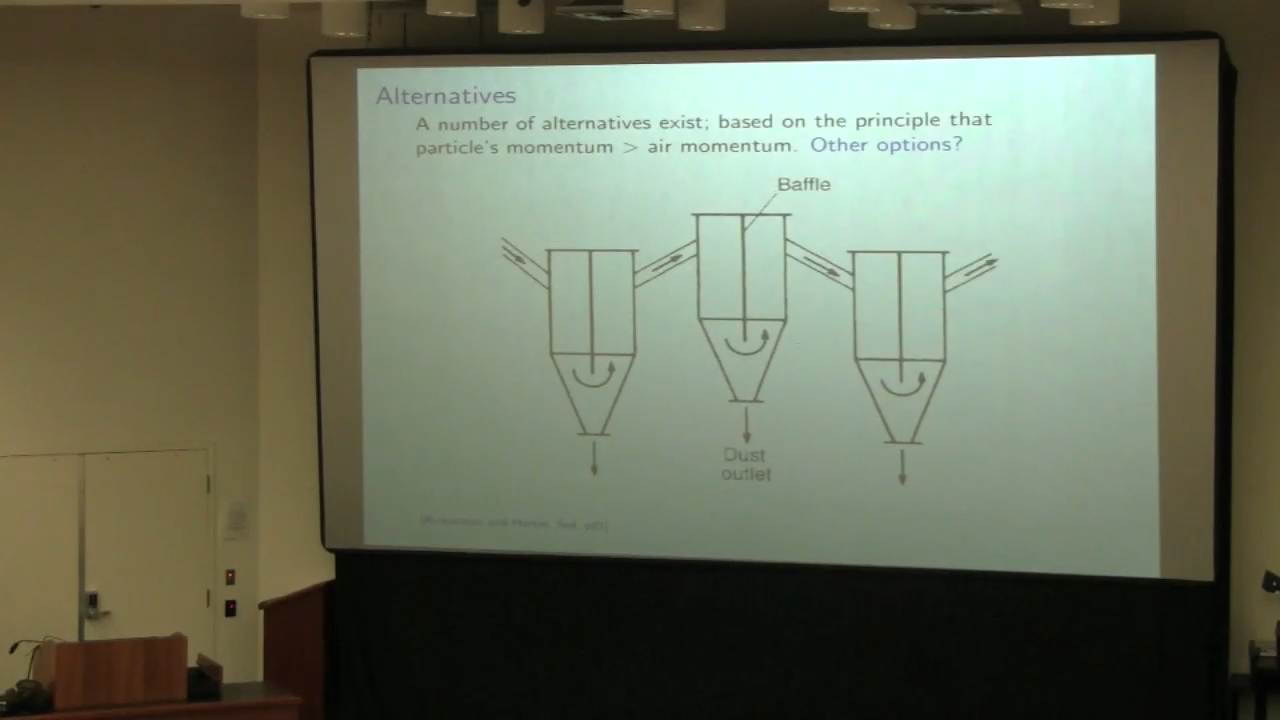 Alternatives
A number of alternatives exist; based on the principle that
particle's momentum > air momentum. Other options?
Baffle
Dust
outlet